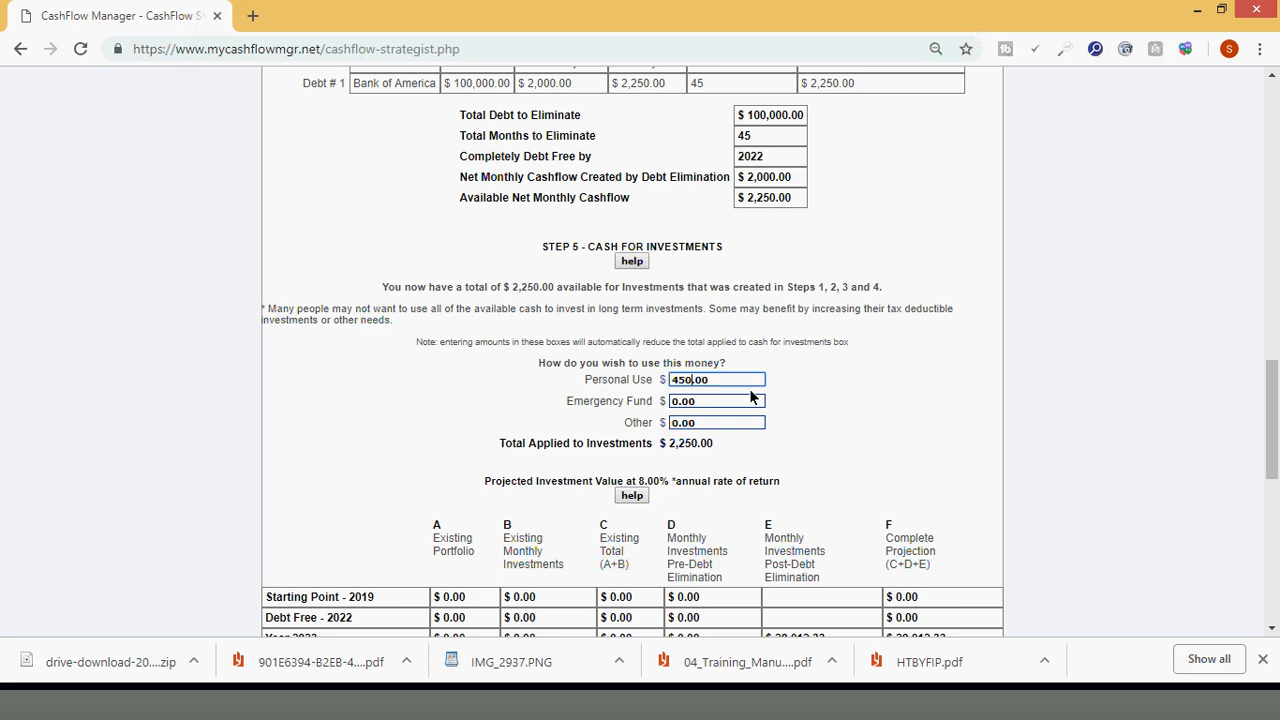 CashFlow Manager - CashFlow S
https://www.mycashflowmgr.net/cashflow-strategist.php
S
Debt # 1 Bank of America $ 100,000.00 $ 2,000.00 $ 2,250.00 45 $ 2,250.00
Total Debt to Eliminate $ 100,000.00
Total Months to Eliminate 45
Completely Debt Free by 2022
Net Monthly Cashflow Created by Debt Elimination $ 2,000.00
Available Net Monthly Cashflow $ 2,250.00
STEP 5 - CASH FOR INVESTMENTS
help
You now have a total of $ 2,250.00 available for Investments that was created in Steps 1, 2, 3 and 4.
* Many people may not want to use all of the available cash to invest in long term investments. Some may benefit by increasing their tax deductible
investments or other needs.
Note: entering amounts in these boxes will automatically reduce the total applied to cash for investments box
How do you wish to use this money?
Personal Use $ 450.00
Emergency Fund $ 0.00
Other $ 0.00
Total Applied to Investments $ 2,250.00
Projected Investment Value at 8.00% *annual rate of return
help
A B C D E F
Existing Existing Existing Monthly Monthly Complete
Portfolio Monthly Total Investments Investments Projection
Investments (A+B) Pre-Debt Post-Debt (C+D+E)
Elimination Elimination
Starting Point - 2019 $ 0.00 $ 0.00 $ 0.00 $ 0.00 $ 0.00
Debt Free - 2022 $ 0.00 $ 0.00 $ 0.00 $ 0.00 $ 0.00
drive-download-20....zip 901E6394-B2EB-4....pdf IMG_2937.PNG 04_Training_Manu....pdf HTBYFIP.pdf Show all